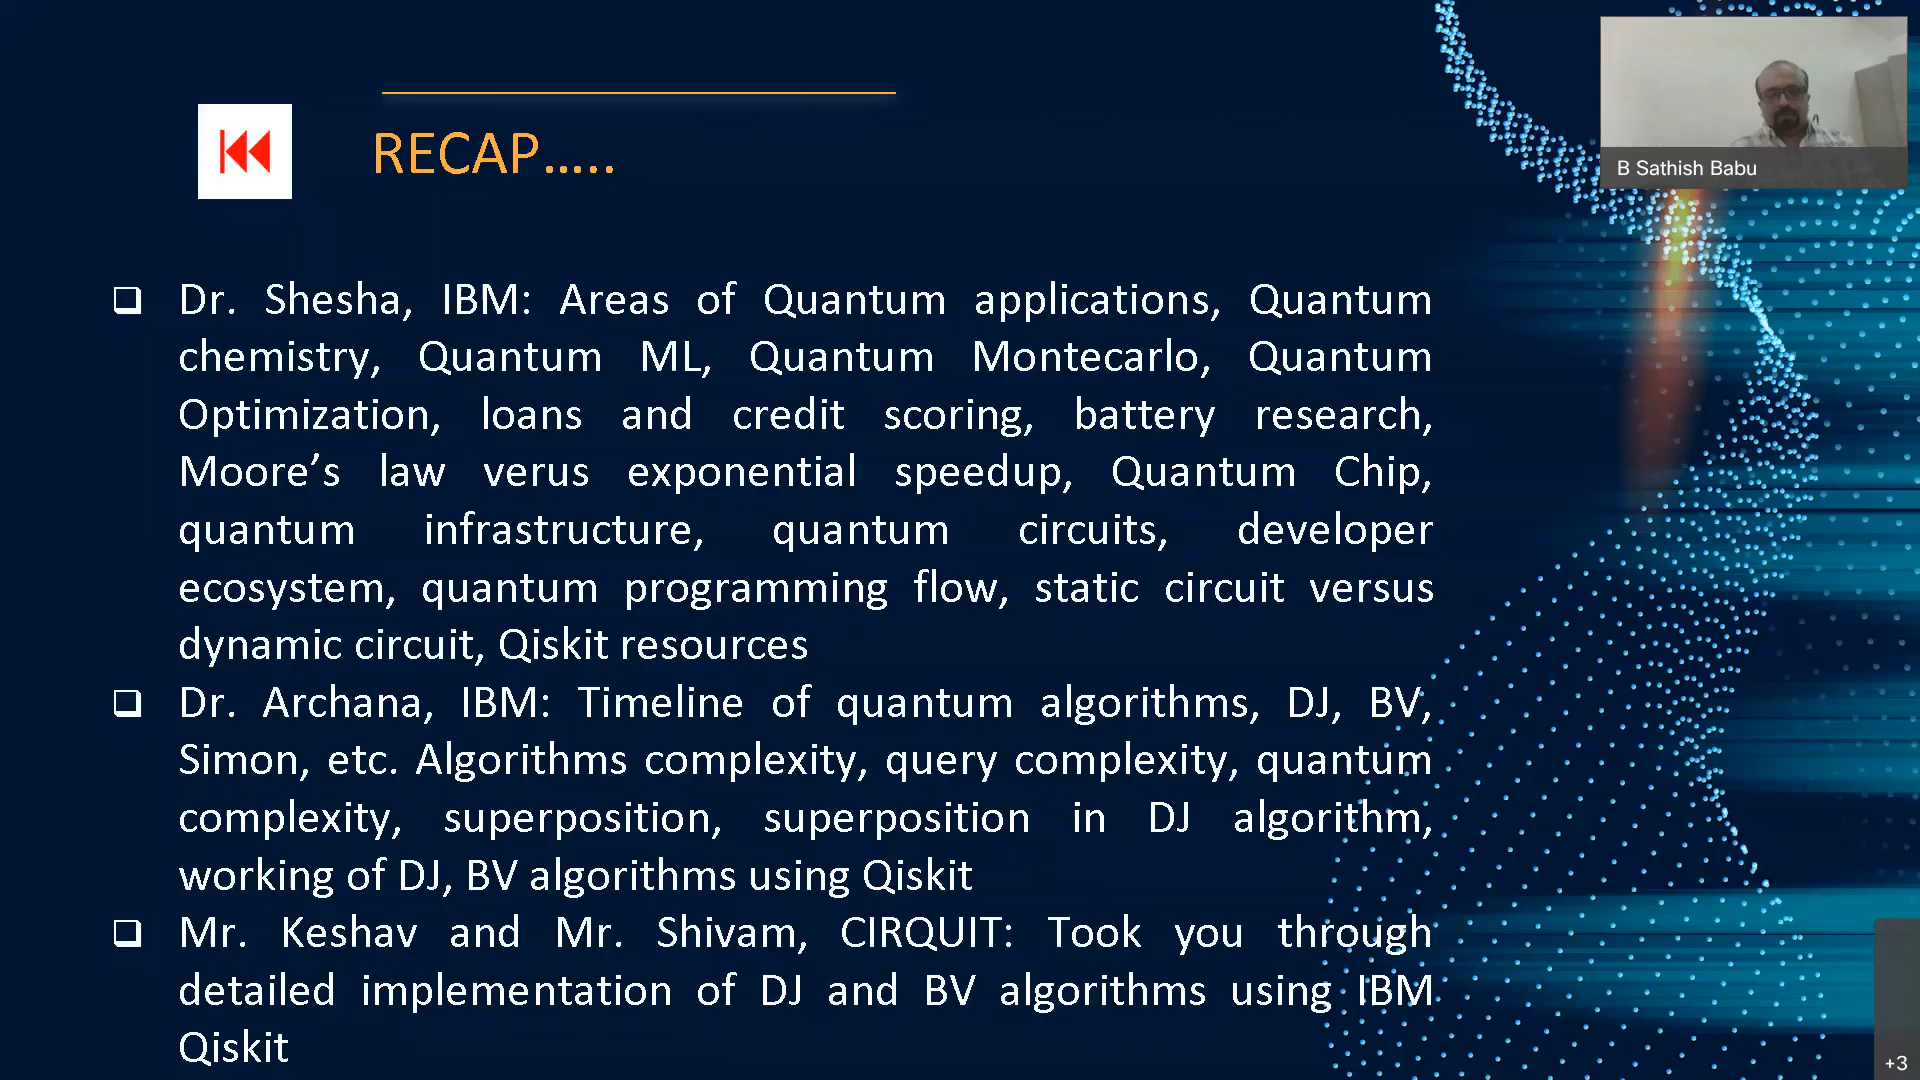 B Sathish Babu
RECAP.....
❑ Dr. Shesha, IBM: Areas of Quantum applications, Quantum
chemistry, Quantum ML, Quantum Montecarlo, Quantum
Optimization, loans and credit scoring, battery research,
Moore’s law verus exponential speedup, Quantum Chip,
quantum infrastructure, quantum circuits, developer
ecosystem, quantum programming flow, static circuit versus
dynamic circuit, Qiskit resources
❑ Dr. Archana, IBM: Timeline of quantum algorithms, DJ, BV,
Simon, etc. Algorithms complexity, query complexity, quantum
complexity, superposition, superposition in DJ algorithm,
working of DJ, BV algorithms using Qiskit
❑ Mr. Keshav and Mr. Shivam, CIRQUIT: Took you through
detailed implementation of DJ and BV algorithms using IBM
Qiskit
+3